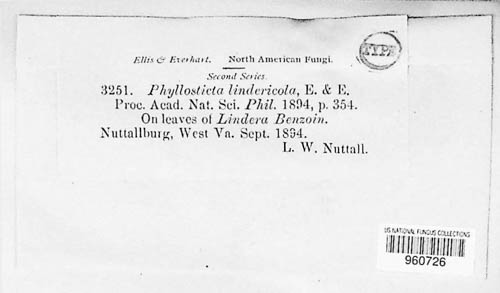 TYPE
Ellis & Everhart. North American Fungi.
Second Series.
3251. Phyllosticta lindericola, E. & E.
Proc. Acad. Nat. Sci. Phil. 1894, p. 354.
On leaves of Lindera Benzoin.
Nuttallburg, West Va. Sept. 1894.
L. W. Nuttall.
US NATIONAL FUNGUS COLLECTIONS
960726